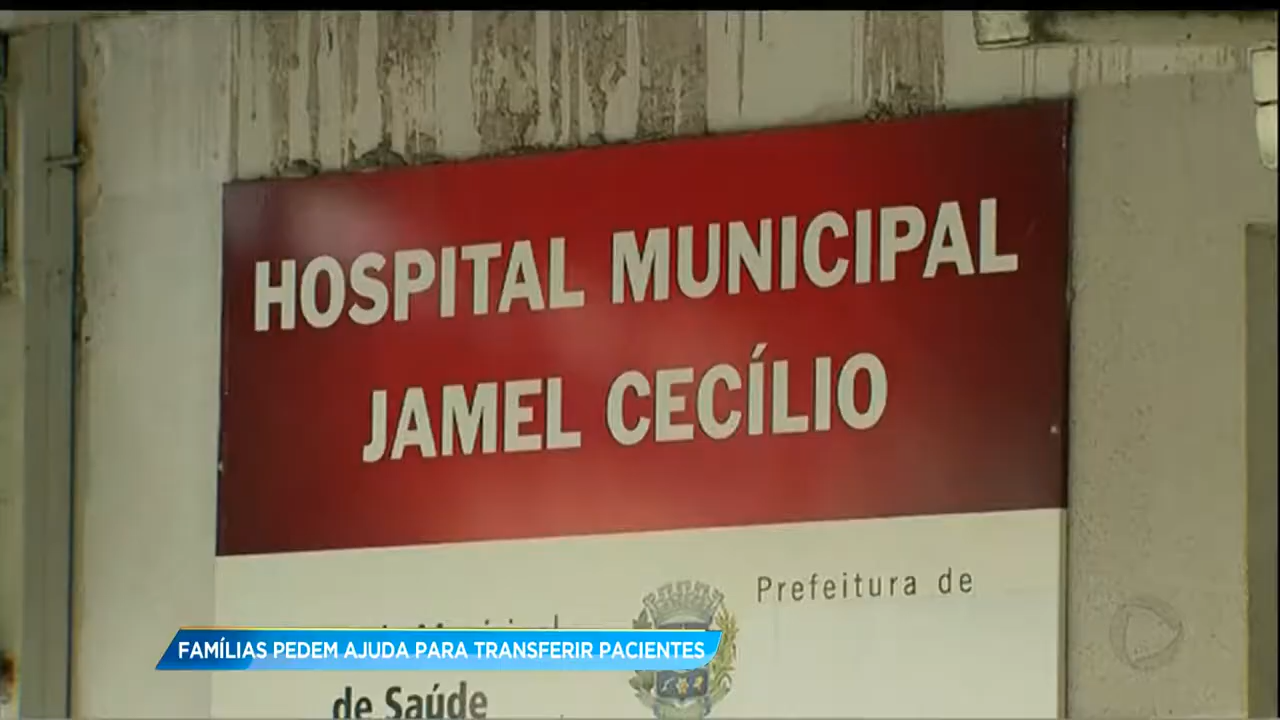 HOSPITAL MUNICIPAL
JAMEL CECÍLIO
Prefeitura de
FAMÍLIAS PEDEM AJUDA PARA TRANSFERIR PACIENTES
de Saúde